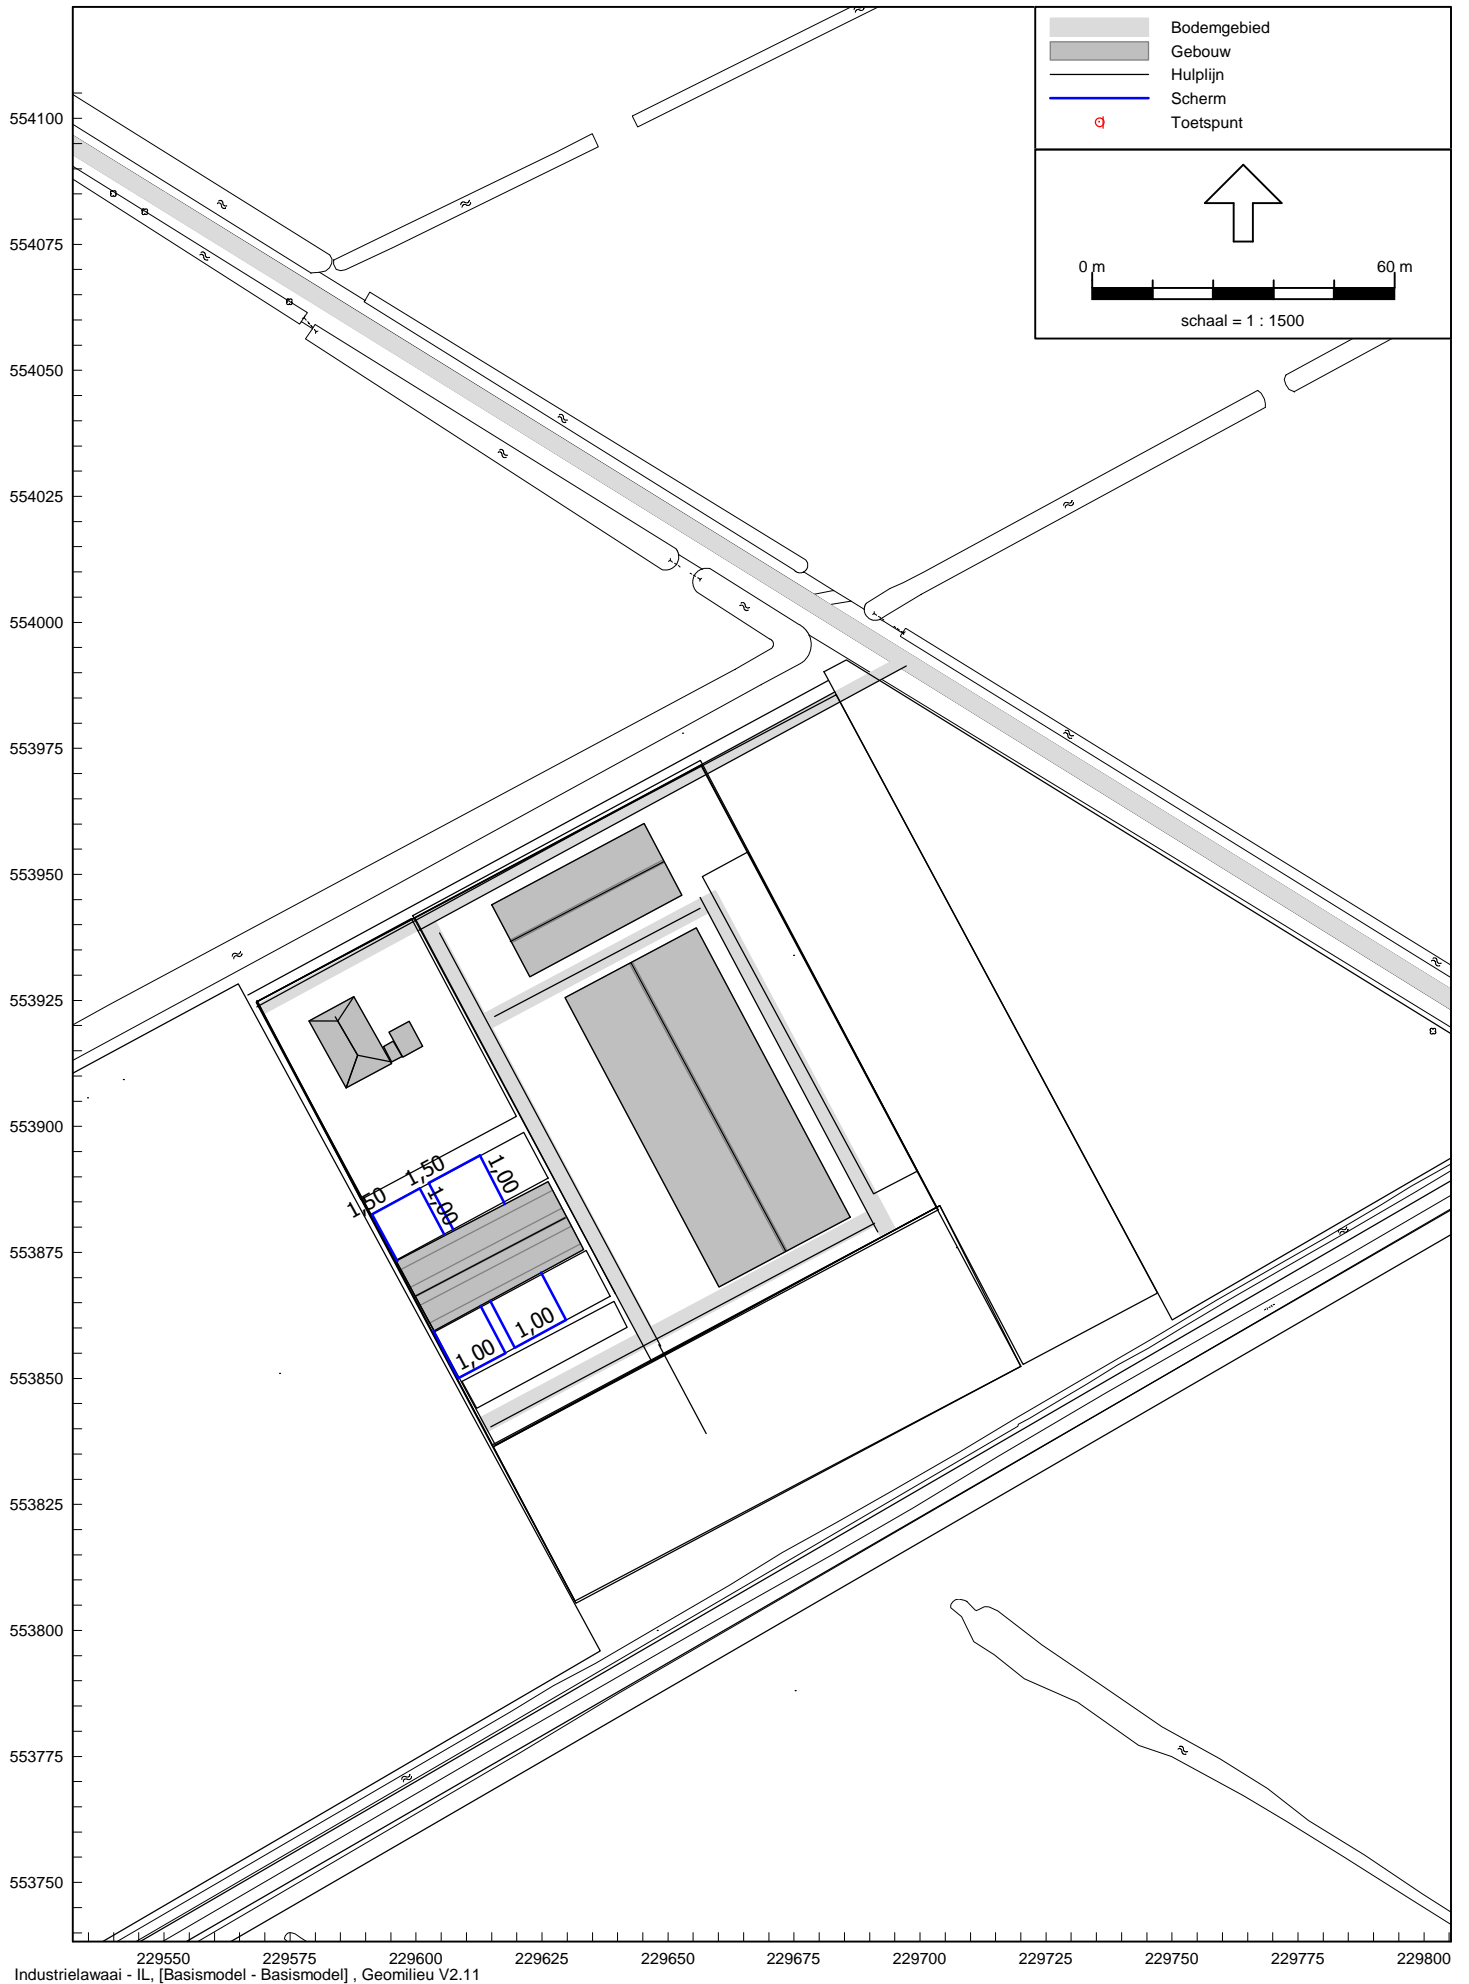 Bodemgebied
Gebouw
Hulplijn
Scherm
Toetspunt
0 m 60 m
schaal = 1 : 1500
554100
554075
554050
554025
554000
553975
553950
553925
553900
553875
553850
553825
553800
553775
553750
1,50
1,50
1,00
1,00
1,00
1,00
229550 229575 229600 229625 229650 229675 229700 229725 229750 229775 229800
Industrielawaai - IL, [Basismodel - Basismodel] , Geomilieu V2.11